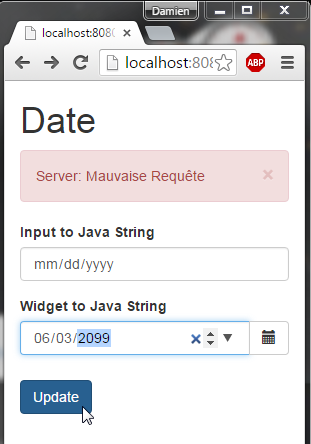 Damien
localhost:8080
localhost:808
ABP
Date
Server: Mauvaise Requête
×
Input to Java String
mm/dd/yyyy
Widget to Java String
06/03/2099
Update